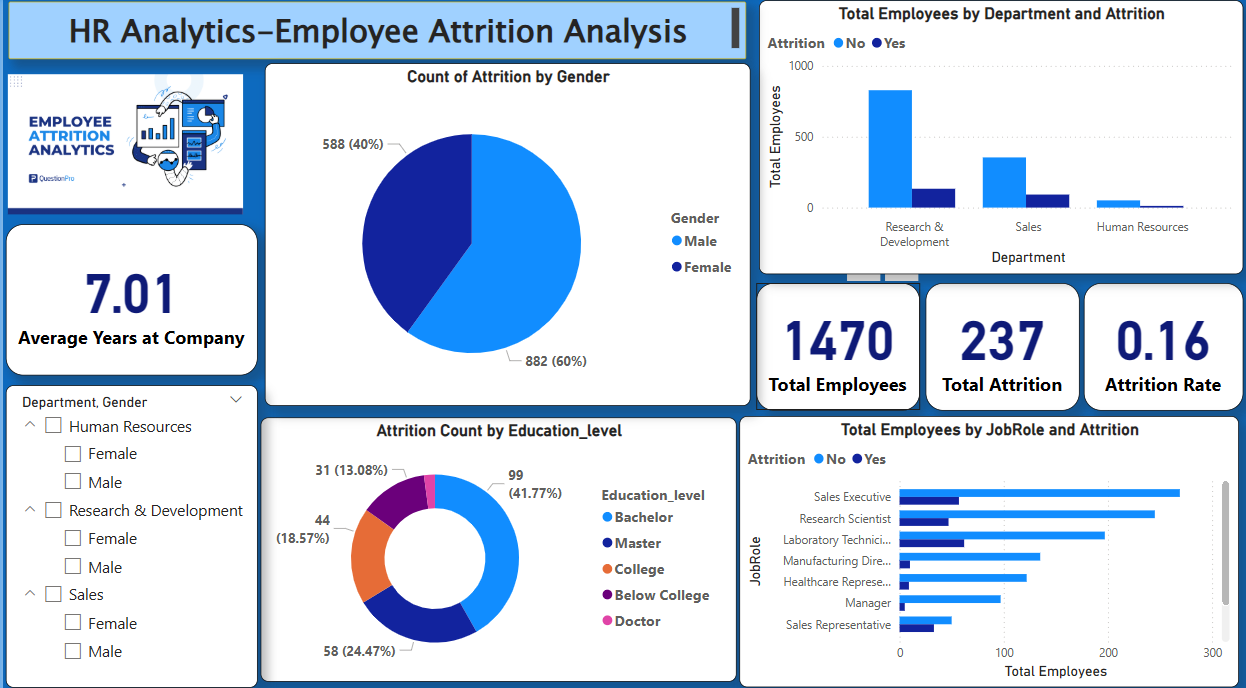 HR Analytics-Employee Attrition Analysis
EMPLOYEE
ATTRITION
ANALYTICS
QuestionPro
7.01
Average Years at Company
Department, Gender
Human Resources
Female
Male
Research & Development
Female
Male
Sales
Female
Male
Count of Attrition by Gender
588 (40%)
882 (60%)
Gender
Male
Female
Attrition Count by Education_level
31 (13.08%)
99
(41.77%)
44
(18.57%)
58 (24.47%)
Education_level
Bachelor
Master
College
Below College
Doctor
Total Employees by Department and Attrition
Attrition No Yes
Total Employees
1000
500
0
Research &
Development
Sales
Human Resources
Department
1470
Total Employees
237
Total Attrition
0.16
Attrition Rate
Total Employees by JobRole and Attrition
Attrition No Yes
JobRole
Sales Executive
Research Scientist
Laboratory Technici...
Manufacturing Dire...
Healthcare Represe...
Manager
Sales Representative
0 100 200 300
Total Employees